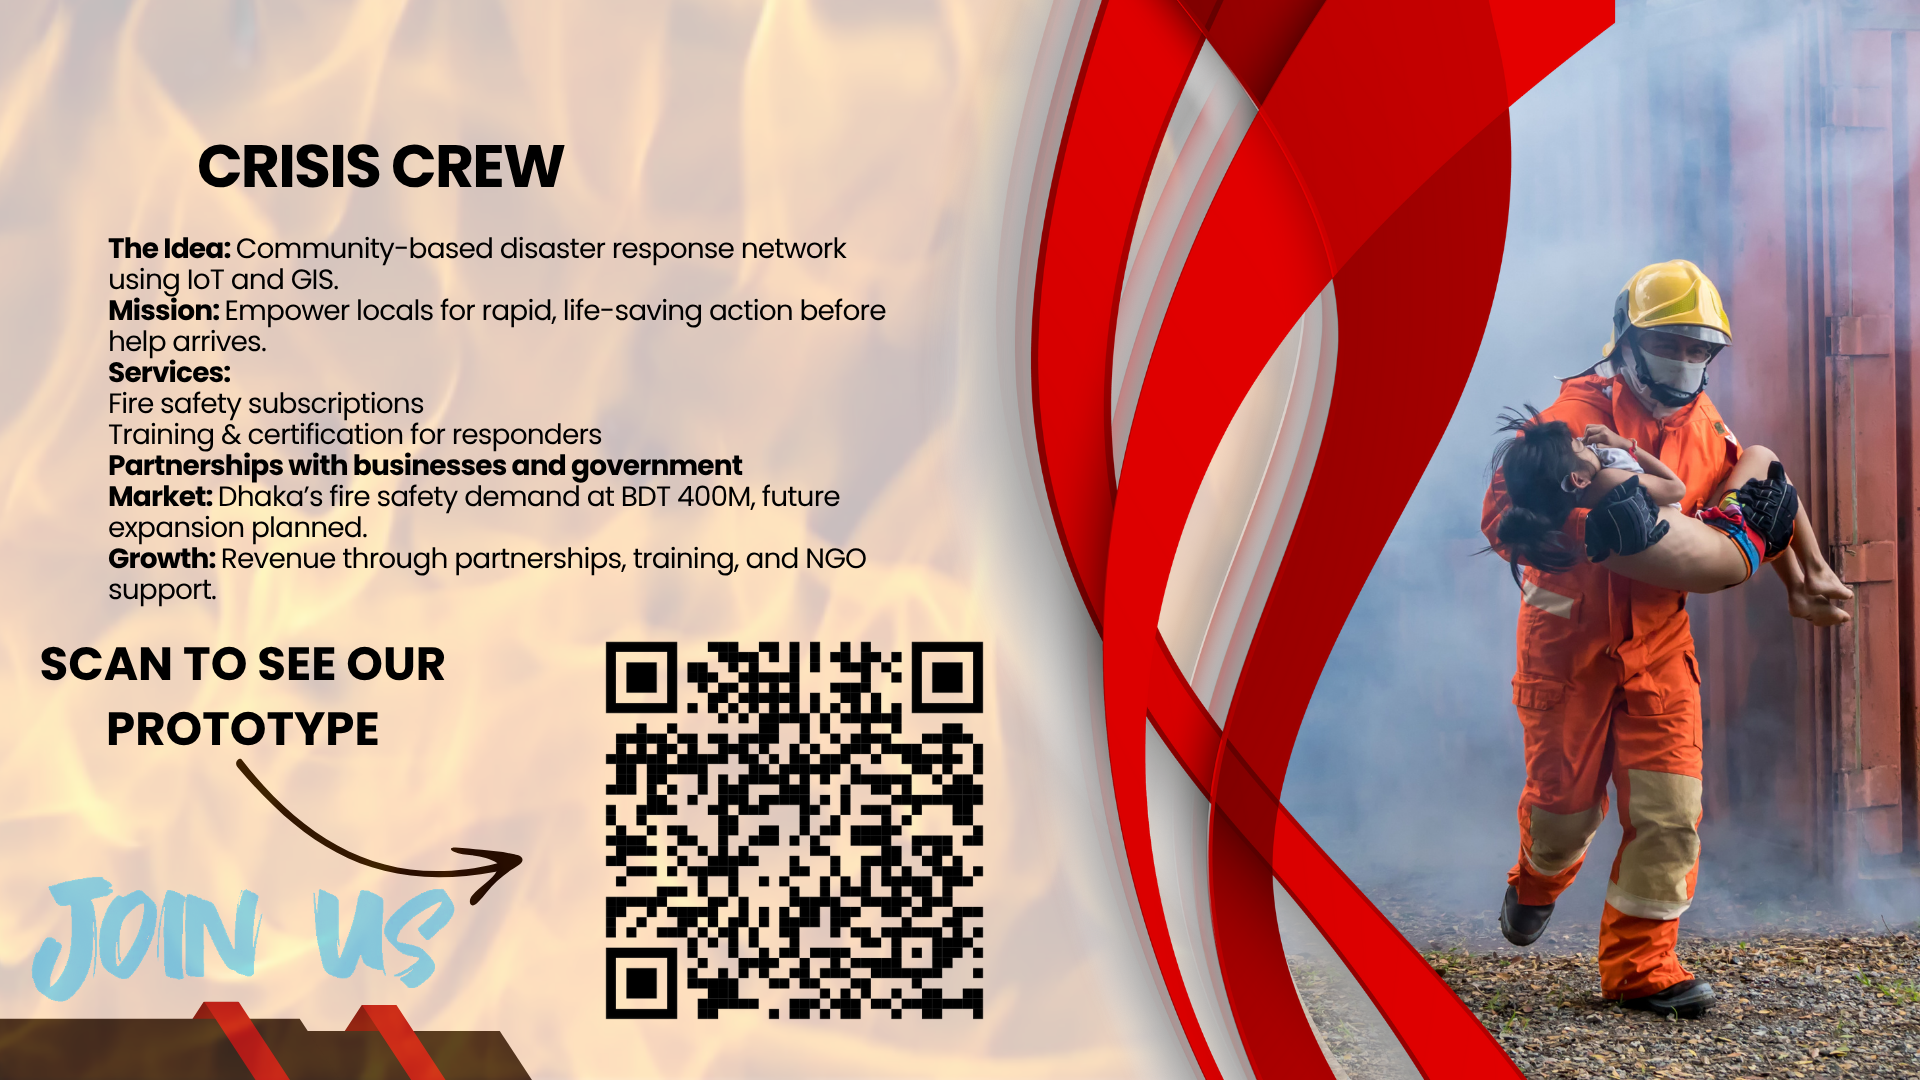 CRISIS CREW
The Idea: Community-based disaster response network
using IoT and GIS.
Mission: Empower locals for rapid, life-saving action before
help arrives.
Services:
Fire safety subscriptions
Training & certification for responders
Partnerships with businesses and government
Market: Dhaka’s fire safety demand at BDT 400M, future
expansion planned.
Growth: Revenue through partnerships, training, and NGO
support.
SCAN TO SEE OUR
PROTOTYPE
JOIN US